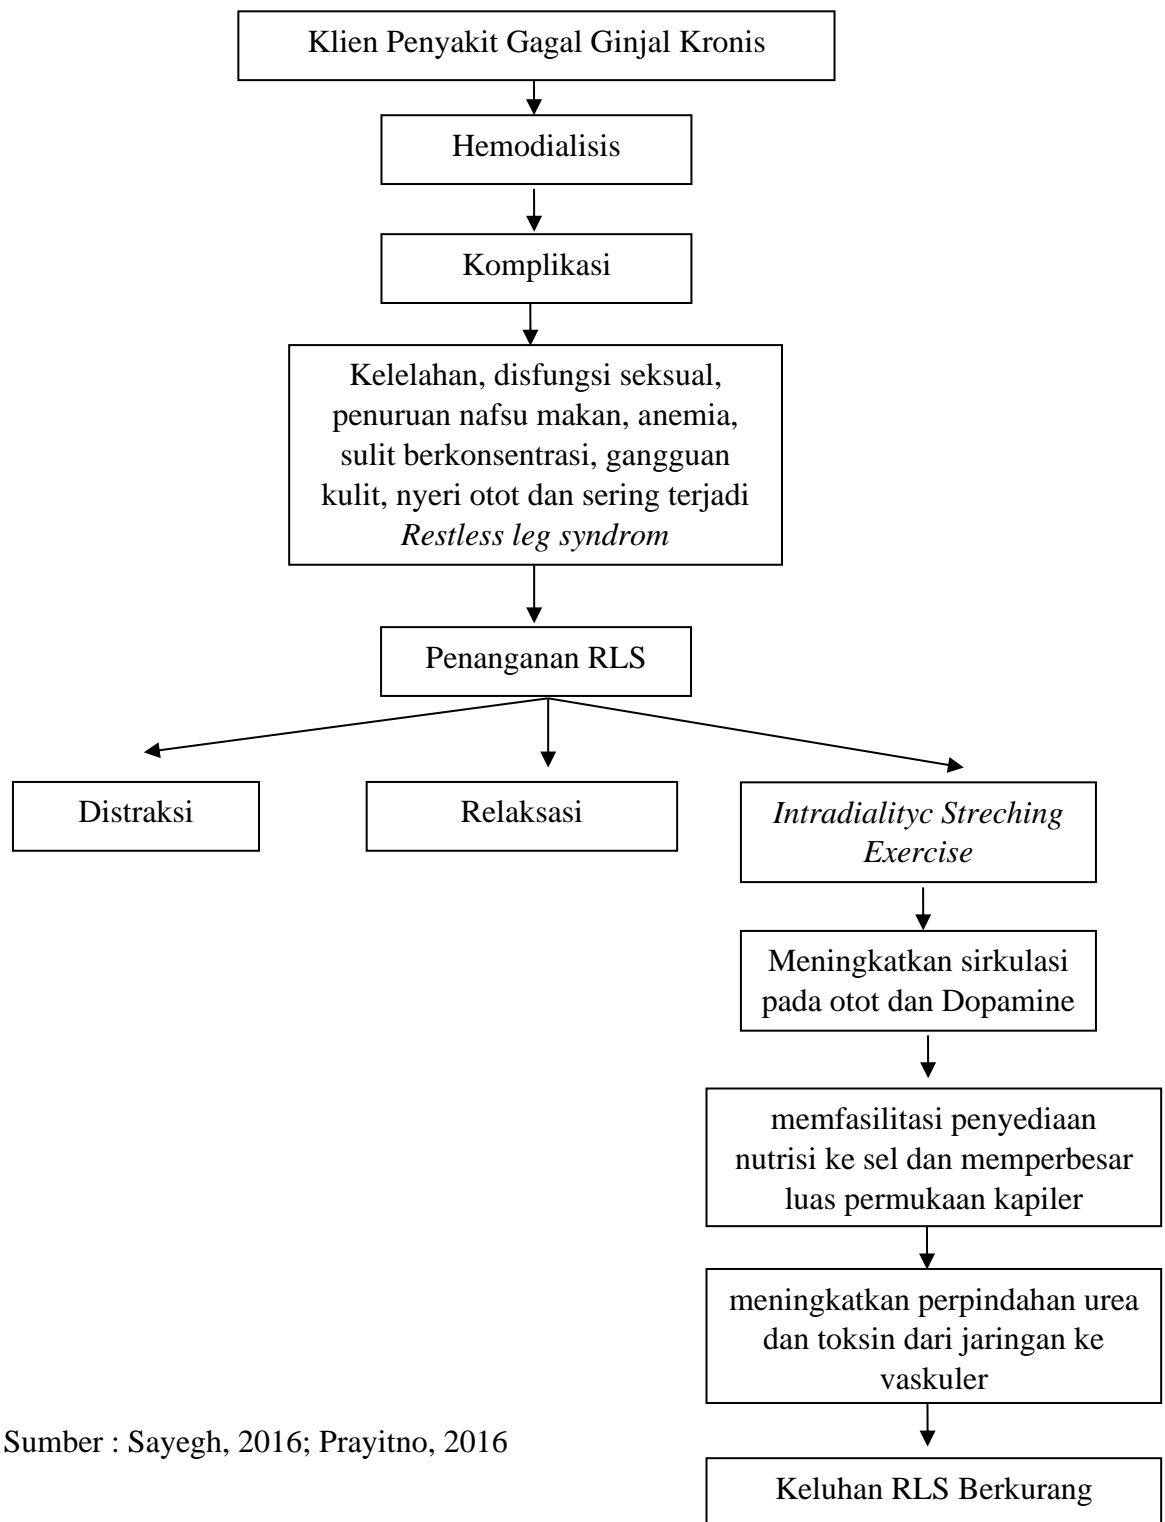 Klien Penyakit Gagal Ginjal Kronis
Hemodialisis
Komplikasi
Kelelahan, disfungsi seksual,
penuruan nafsu makan, anemia,
sulit berkonsentrasi, gangguan
kulit, nyeri otot dan sering terjadi
Restless leg syndrom
Penanganan RLS
Distraksi
Relaksasi
Intradialityc Streching
Exercise
Meningkatkan sirkulasi
pada otot dan Dopamine
memfasilitasi penyediaan
nutrisi ke sel dan memperbesar
luas permukaan kapiler
meningkatkan perpindahan urea
dan toksin dari jaringan ke
vaskuler
Sumber : Sayegh, 2016; Prayitno, 2016
Keluhan RLS Berkurang